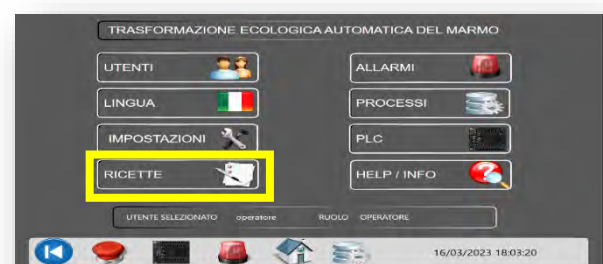 TRASFORMAZIONE ECOLOGICA AUTOMATICA DEL MARMO
UTENTI
ALLARMI
LINGUA
PROCESSI
IMPOSTAZIONI
PLC
RICETTE
HELP / INFO
UTENTE SELEZIONATO operatore RUOLO OPERATORE
16/03/2023 18:03:20